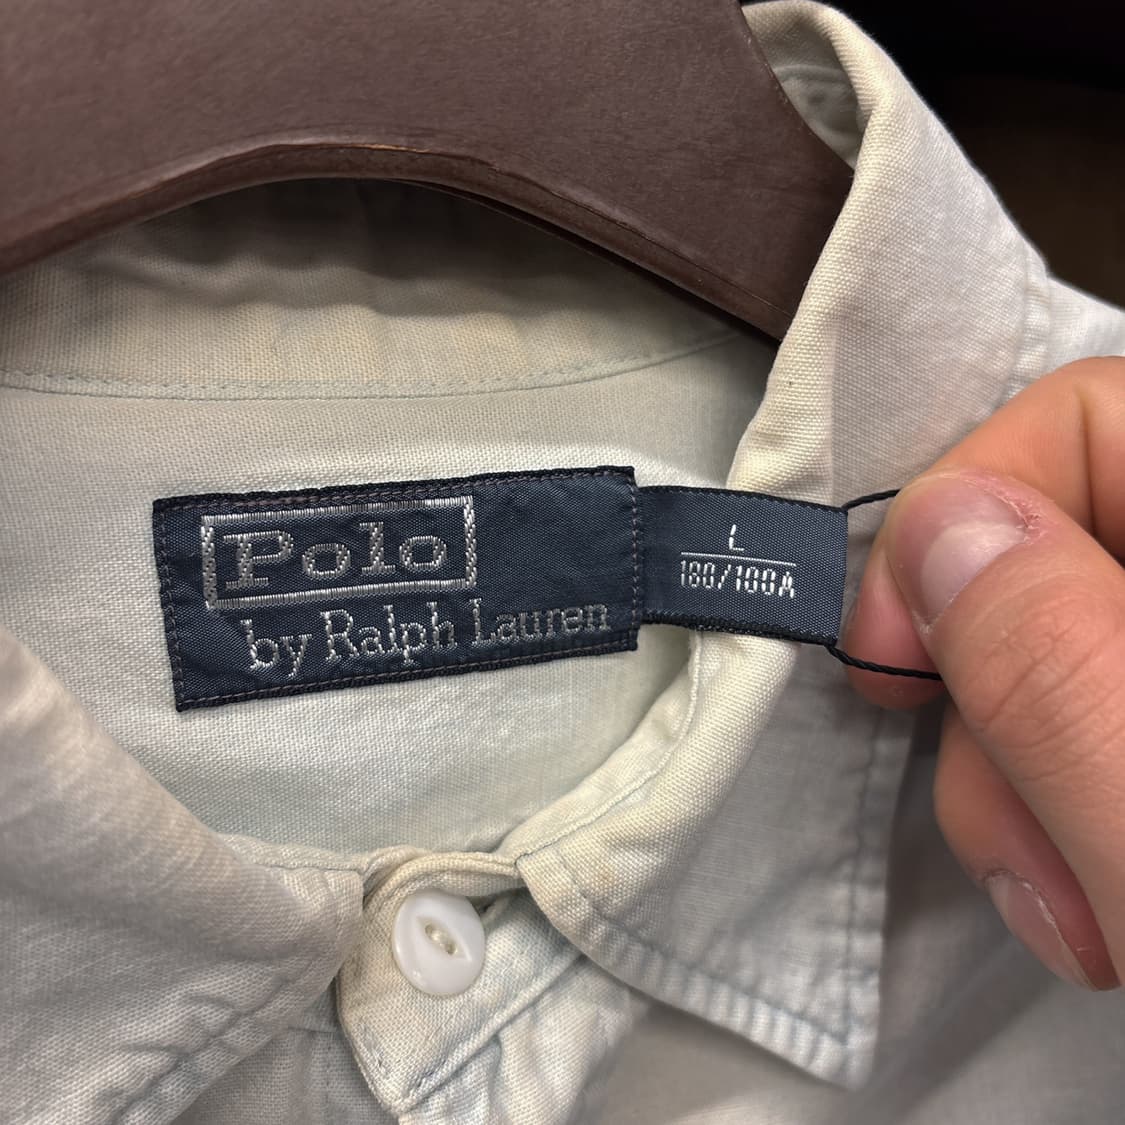 Polo
by Ralph Lauren
L
180/100A